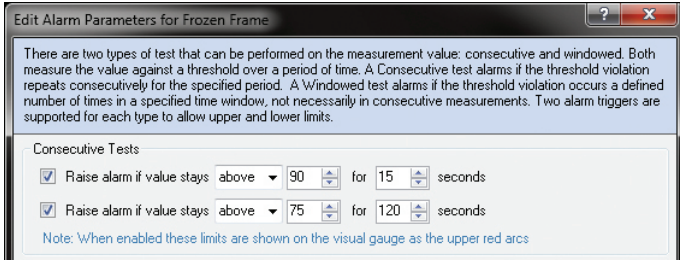 Edit Alarm Parameters for Frozen Frame
There are two types of test that can be performed on the measurement value: consecutive and windowed. Both
measure the value against a threshold over a period of time. A Consecutive test alarms if the threshold violation
repeats consecutively for the specified period. A Windowed test alarms if the threshold violation occurs a defined
number of times in a specified time window, not necessarily in consecutive measurements. Two alarm triggers are
supported for each type to allow upper and lower limits.
Consecutive Tests
Raise alarm if value stays above 90 for 15 seconds
Raise alarm if value stays above 75 for 120 seconds
Note: When enabled these limits are shown on the visual gauge as the upper red arcs